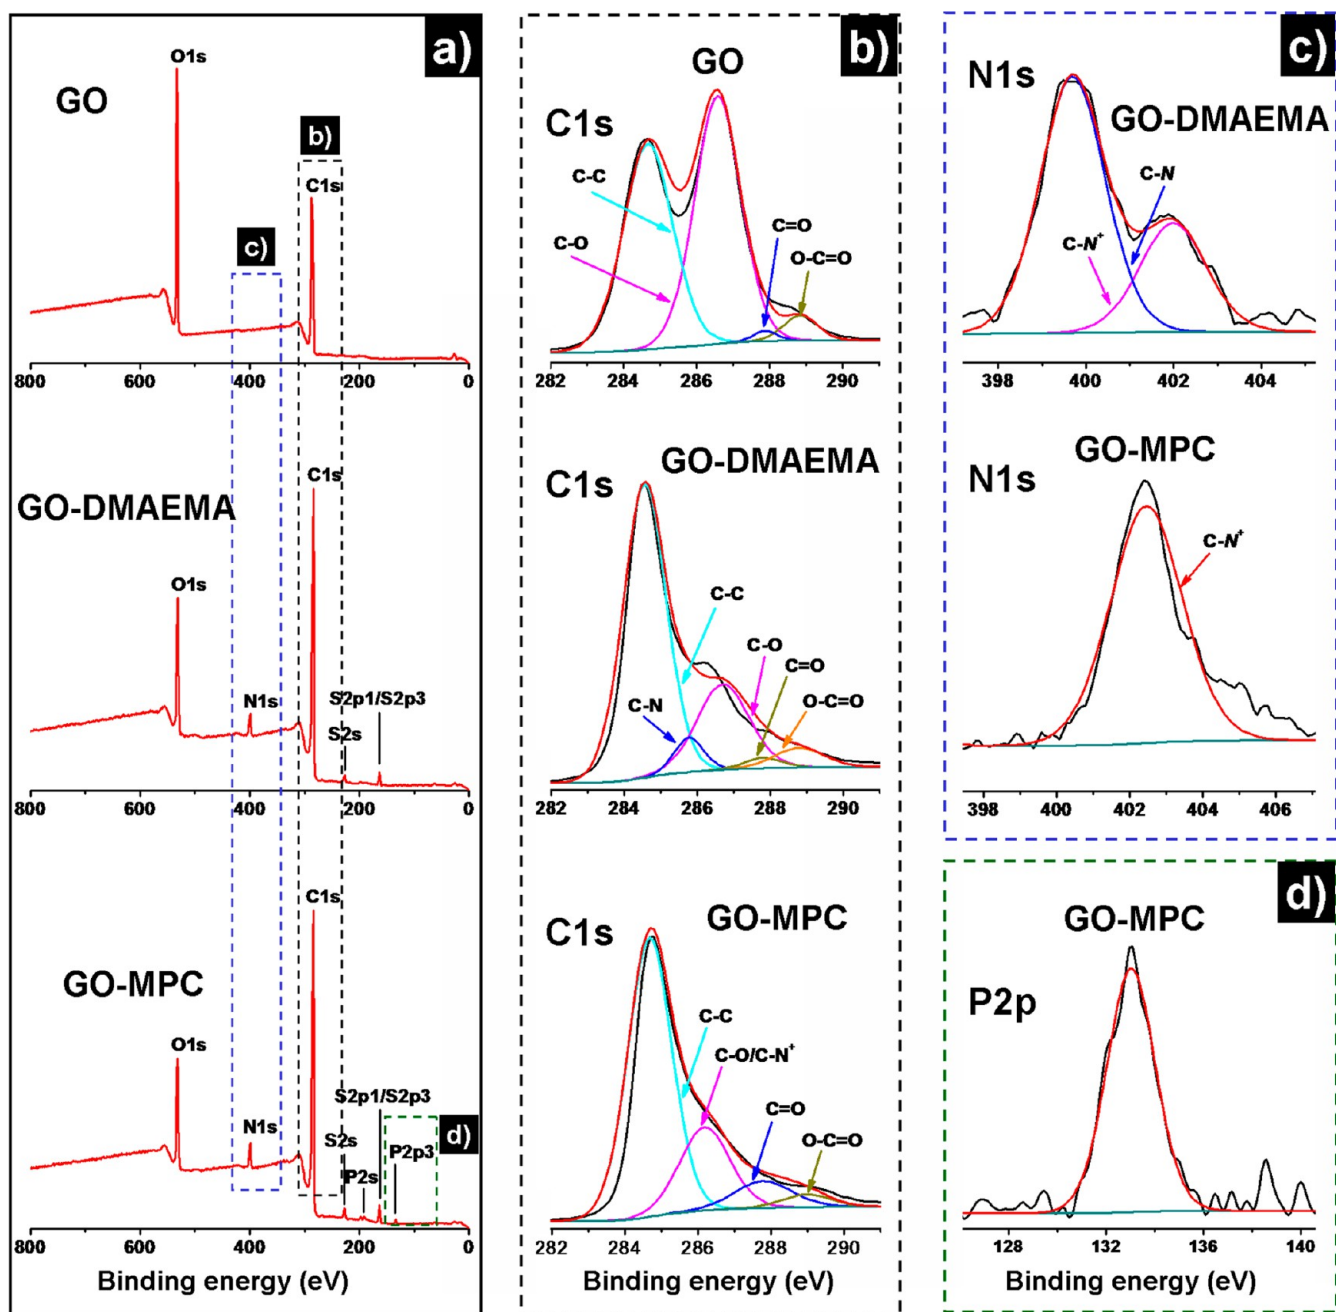 a)
O1s
GO
b)
C1s
c)
800 600 400 200 0
C1s
GO-DMAEMA
O1s
N1s
S2p1/S2p3
S2s
800 600 400 200 0
C1s
GO-MPC
O1s
N1s
S2p1/S2p3
S2s
P2s
P2p3
d)
800 600 400 200 0
Binding energy (eV)
b)
GO
C1s
C-C
C-O
C=O
O-C=O
282 284 286 288 290
GO-DMAEMA
C1s
C-C
C-O
C=O
C-N
O-C=O
282 284 286 288 290
GO-MPC
C1s
C-C
C-O/C-N⁺
C=O
O-C=O
282 284 286 288 290
Binding energy (eV)
c)
N1s
GO-DMAEMA
C-N
C-N⁺
398 400 402 404
GO-MPC
N1s
C-N⁺
398 400 402 404 406
d)
GO-MPC
P2p
128 132 136 140
Binding energy (eV)